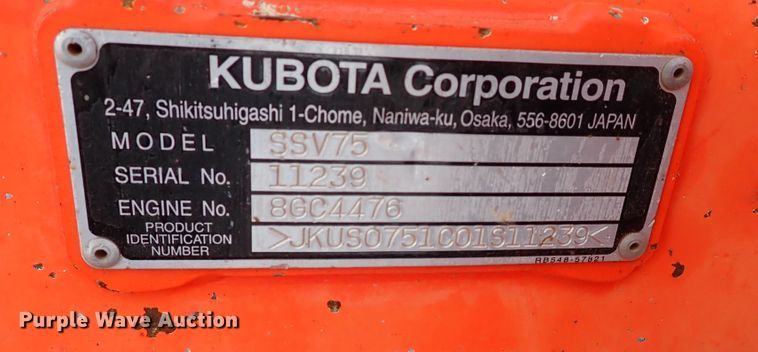 KUBOTA Corporation
2-47, Shikitsuhigashi 1-Chome, Naniwa-ku, Osaka, 556-8601 JAPAN
MODEL SSV75
SERIAL No. 11239
ENGINE No. 8GC4476
PRODUCT IDENTIFICATION NUMBER >JKUS0751C01S11239<
RB548-57821
Purple Wave Auction